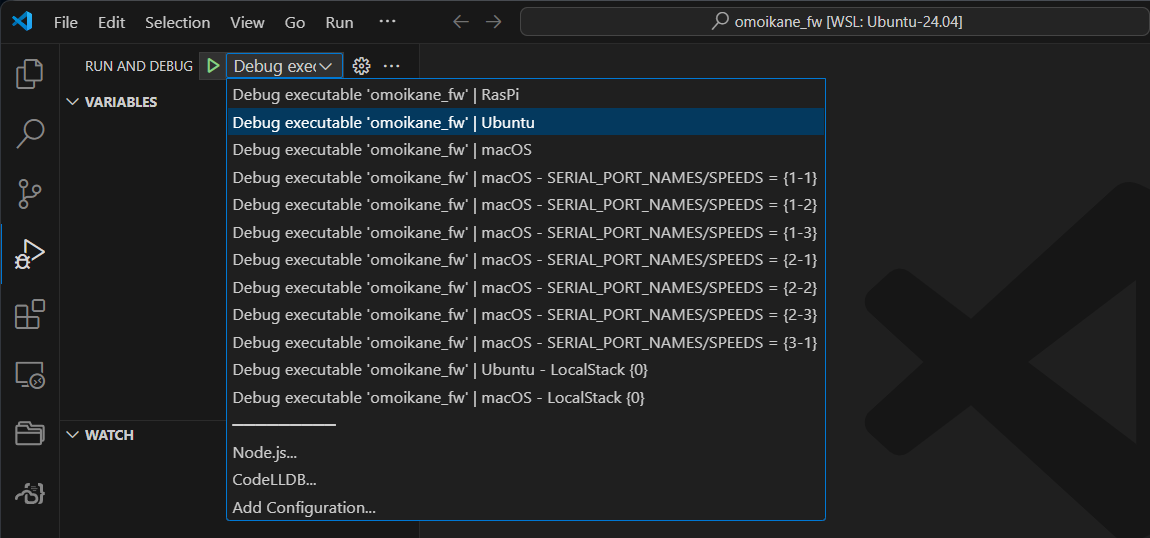 File Edit Selection View Go Run ···
omoikane_fw [WSL: Ubuntu-24.04]
RUN AND DEBUG
Debug exec
···
VARIABLES
Debug executable 'omoikane_fw' | RasPi
Debug executable 'omoikane_fw' | Ubuntu
Debug executable 'omoikane_fw' | macOS
Debug executable 'omoikane_fw' | macOS - SERIAL_PORT_NAMES/SPEEDS = {1-1}
Debug executable 'omoikane_fw' | macOS - SERIAL_PORT_NAMES/SPEEDS = {1-2}
Debug executable 'omoikane_fw' | macOS - SERIAL_PORT_NAMES/SPEEDS = {1-3}
Debug executable 'omoikane_fw' | macOS - SERIAL_PORT_NAMES/SPEEDS = {2-1}
Debug executable 'omoikane_fw' | macOS - SERIAL_PORT_NAMES/SPEEDS = {2-2}
Debug executable 'omoikane_fw' | macOS - SERIAL_PORT_NAMES/SPEEDS = {2-3}
Debug executable 'omoikane_fw' | macOS - SERIAL_PORT_NAMES/SPEEDS = {3-1}
Debug executable 'omoikane_fw' | Ubuntu - LocalStack {0}
Debug executable 'omoikane_fw' | macOS - LocalStack {0}
WATCH
Node.js...
CodeLLDB...
Add Configuration...